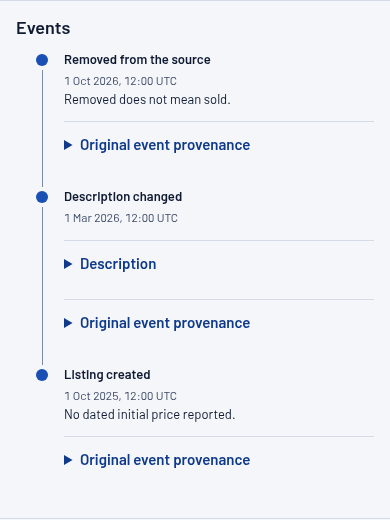 Events
Removed from the source
1 Oct 2026, 12:00 UTC
Removed does not mean sold.
Original event provenance
Description changed
1 Mar 2026, 12:00 UTC
Description
Original event provenance
Listing created
1 Oct 2025, 12:00 UTC
No dated initial price reported.
Original event provenance